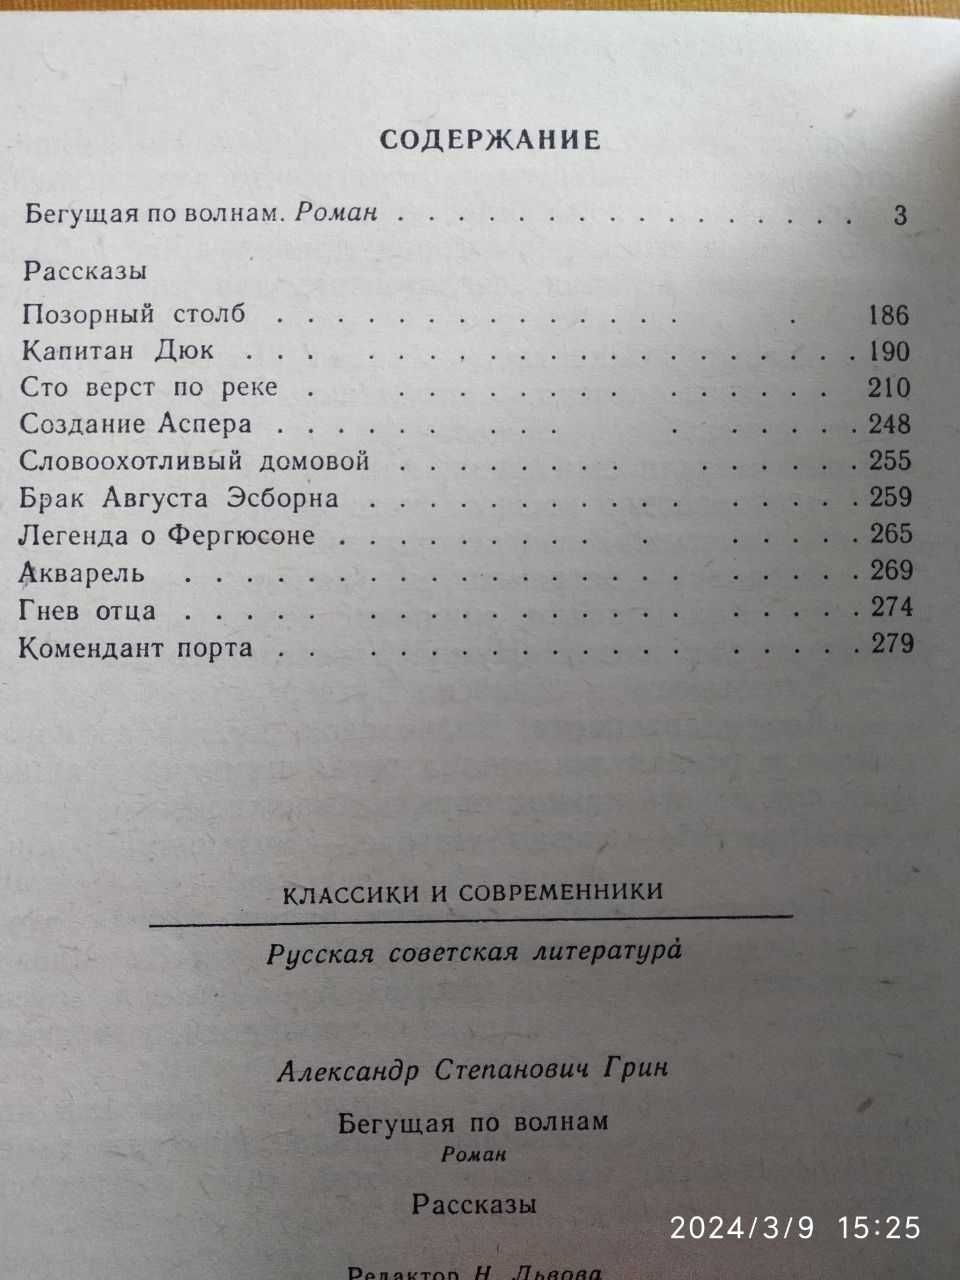 СОДЕРЖАНИЕ
Бегущая по волнам. Роман . . . . . . . . . . . . . . . . 3
Рассказы
Позорный столб . . . . . . . . . . . . . . . 186
Капитан Дюк . . . . . . . . . . . . . . . . . . . 190
Сто верст по реке . . . . . . . . . . . . . . . 210
Создание Аспера . . . . . . . . . . . . . . 248
Словоохотливый домовой . . . . . . . . . . . . . . 255
Брак Августа Эсборна . . . . . . . . . . . . . . . . 259
Легенда о Фергюсоне . . . . . . . . . . . . . . . . 265
Акварель . . . . . . . . . . . . . . . . . . . . . . 269
Гнев отца . . . . . . . . . . . . . . . . . . . . 274
Комендант порта . . . . . . . . . . . . . . . . . . 279
КЛАССИКИ И СОВРЕМЕННИКИ
Русская советская литература
Александр Степанович Грин
Бегущая по волнам
Роман
Рассказы
2024/3/9 15:25
Редактор Н. Львова